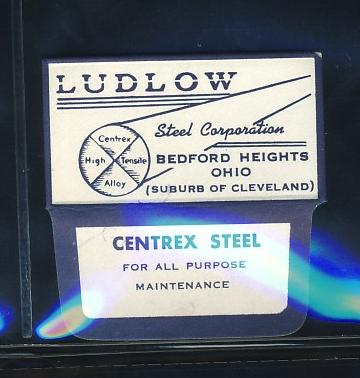 LUDLOW
Steel Corporation
Centrex
High Tensile
Alloy
BEDFORD HEIGHTS
OHIO
(SUBURB OF CLEVELAND)
CENTREX STEEL
FOR ALL PURPOSE
MAINTENANCE